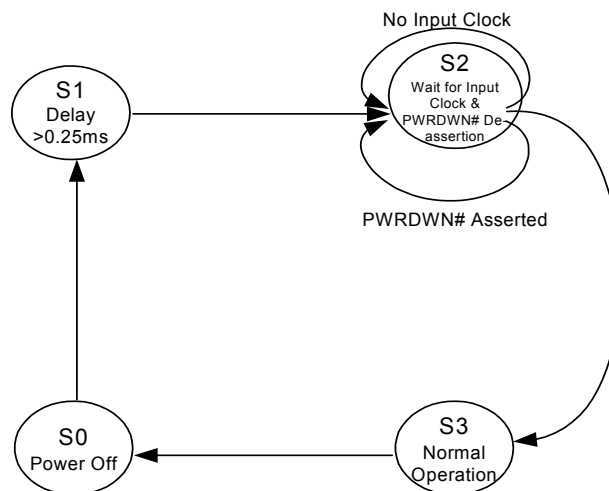 No Input Clock
S1
Delay
>0.25ms
S2
Wait for Input
Clock &
PWRDWN# De-
assertion
PWRDWN# Asserted
S0
Power Off
S3
Normal
Operation